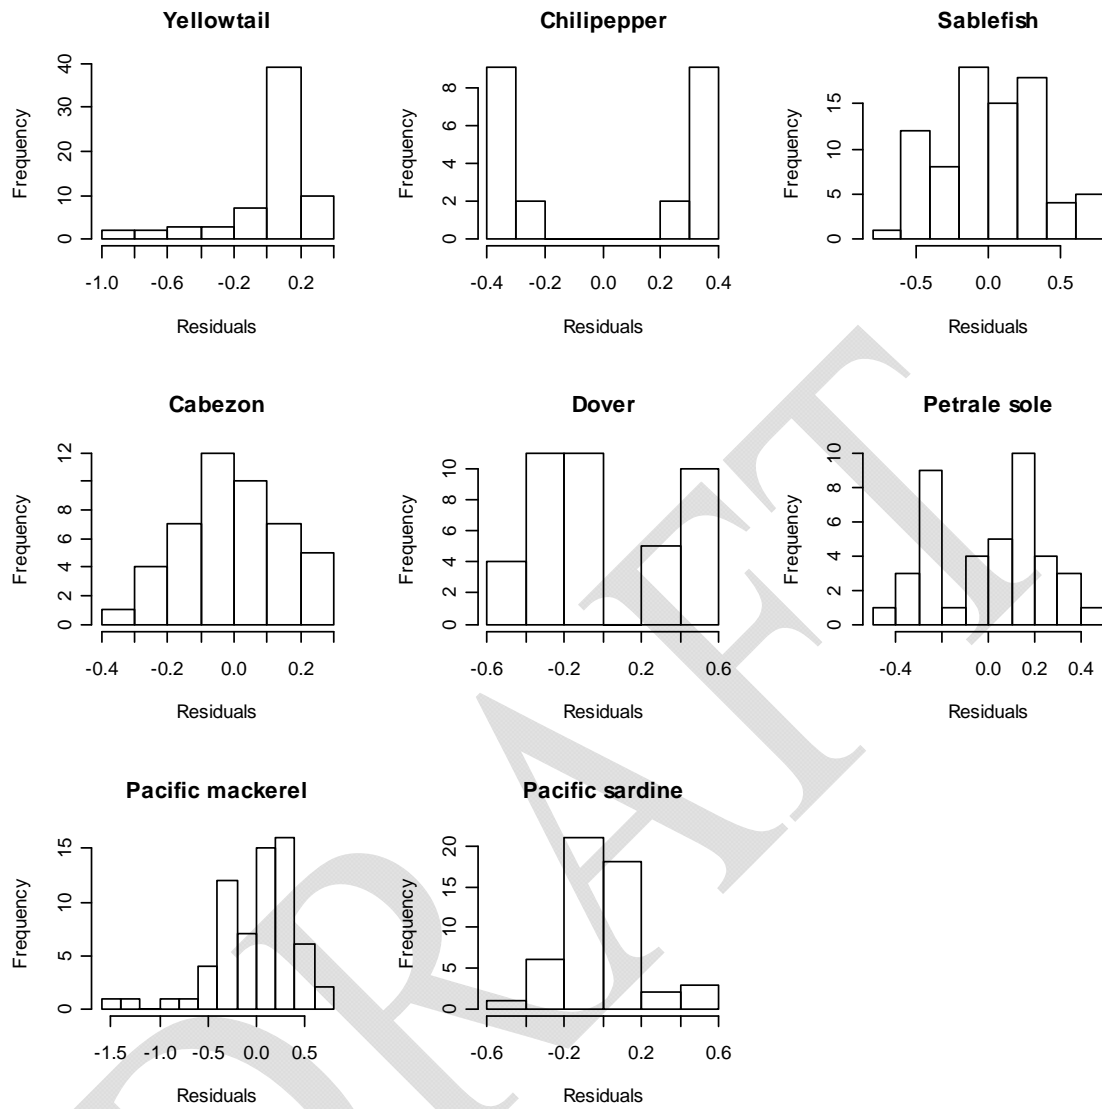 Yellowtail Chilipepper Sablefish
Frequency Frequency Frequency
40 8 15
30 6 10
20 4 5
10 2 0
0 0
-1.0 -0.6 -0.2 0.2 -0.4 -0.2 0.0 0.2 0.4 -0.5 0.0 0.5
Residuals Residuals Residuals
Cabezon Dover Petrale sole
Frequency Frequency Frequency
12 10 10
8 8 8
6 6 6
4 4 4
2 2 2
0 0 0
-0.4 -0.2 0.0 0.2 -0.6 -0.2 0.2 0.6 -0.4 0.0 0.2 0.4
Residuals Residuals Residuals
Pacific mackerel Pacific sardine
Frequency Frequency
15 20
10 15
5 10
0 5
0
-1.5 -1.0 -0.5 0.0 0.5 -0.6 -0.2 0.2 0.6
Residuals Residuals
DRAFT